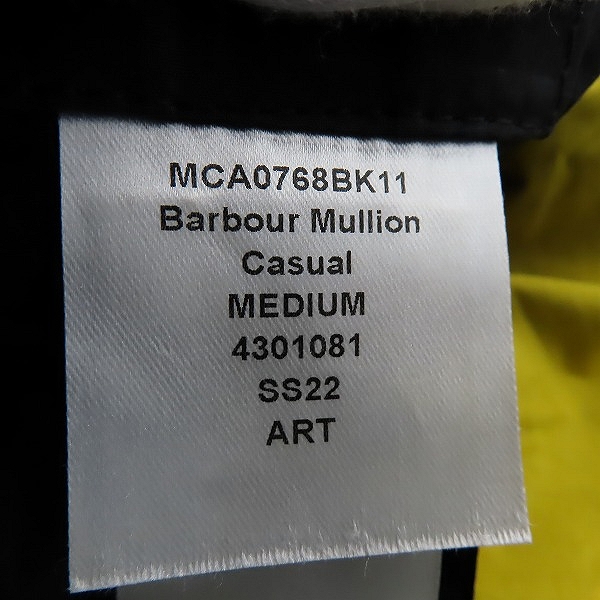 MCA0768BK11
Barbour Mullion
Casual
MEDIUM
4301081
SS22
ART